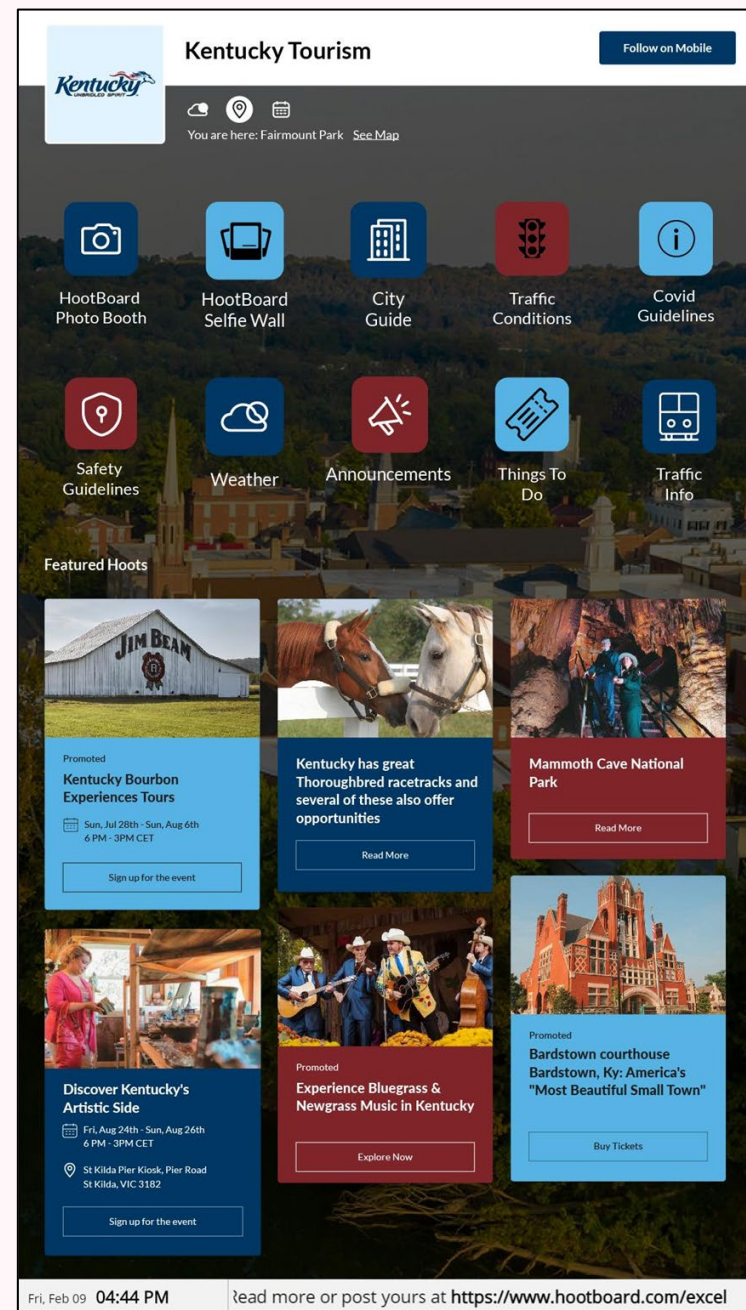 Kentucky
UNBRIDLED SPIRIT
Kentucky Tourism
Follow on Mobile
You are here: Fairmount Park See Map
HootBoard
Photo Booth
HootBoard
Selfie Wall
City
Guide
Traffic
Conditions
Covid
Guidelines
Safety
Guidelines
Weather
Announcements
Things To
Do
Traffic
Info
Featured Hoots
JIM BEAM
Promoted
Kentucky Bourbon
Experiences Tours
Sun, Jul 28th - Sun, Aug 6th
6 PM - 3PM CET
Sign up for the event
Kentucky has great
Thoroughbred racetracks and
several of these also offer
opportunities
Read More
Mammoth Cave National
Park
Read More
Discover Kentucky's
Artistic Side
Fri, Aug 24th - Sun, Aug 26th
6 PM - 3PM CET
St Kilda Pier Kiosk, Pier Road
St Kilda, VIC 3182
Sign up for the event
Promoted
Experience Bluegrass &
Newgrass Music in Kentucky
Explore Now
Promoted
Bardstown courthouse
Bardstown, Ky: America's
"Most Beautiful Small Town"
Buy Tickets
Fri, Feb 09 04:44 PM
Read more or post yours at https://www.hootboard.com/excel